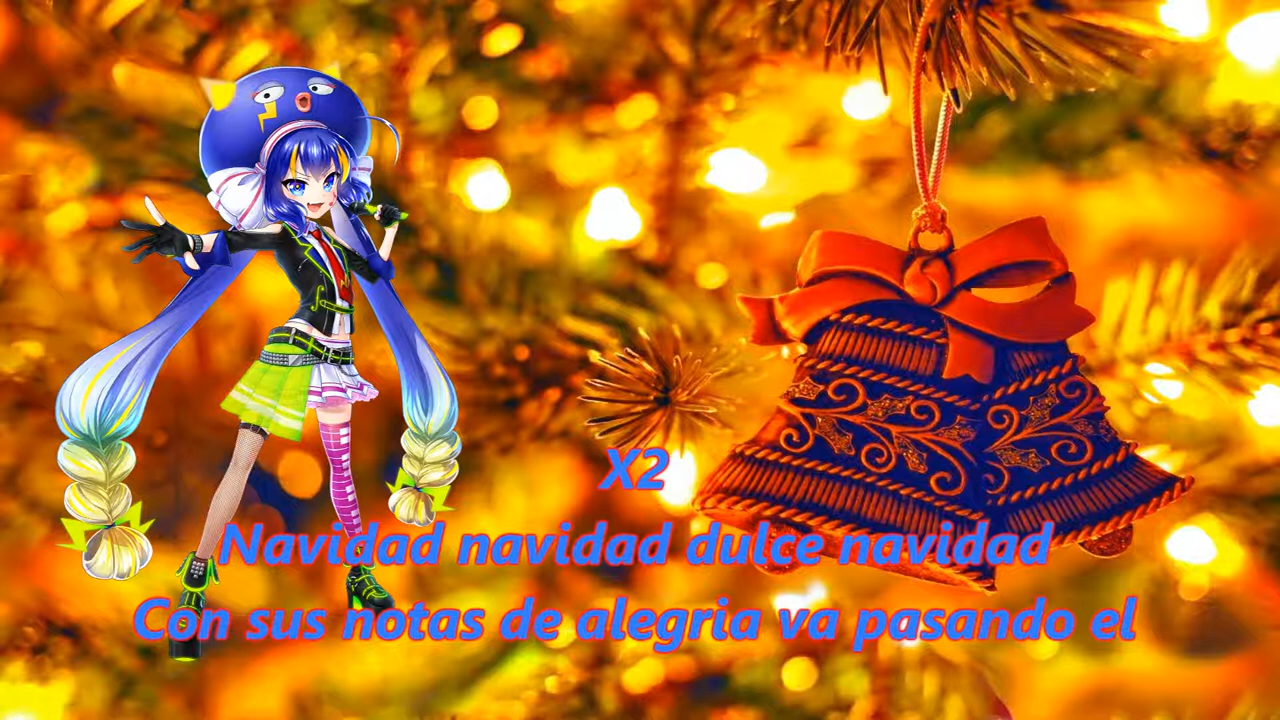 X2
Navidad navidad dulce navidad
Con sus notas de alegria va pasando el